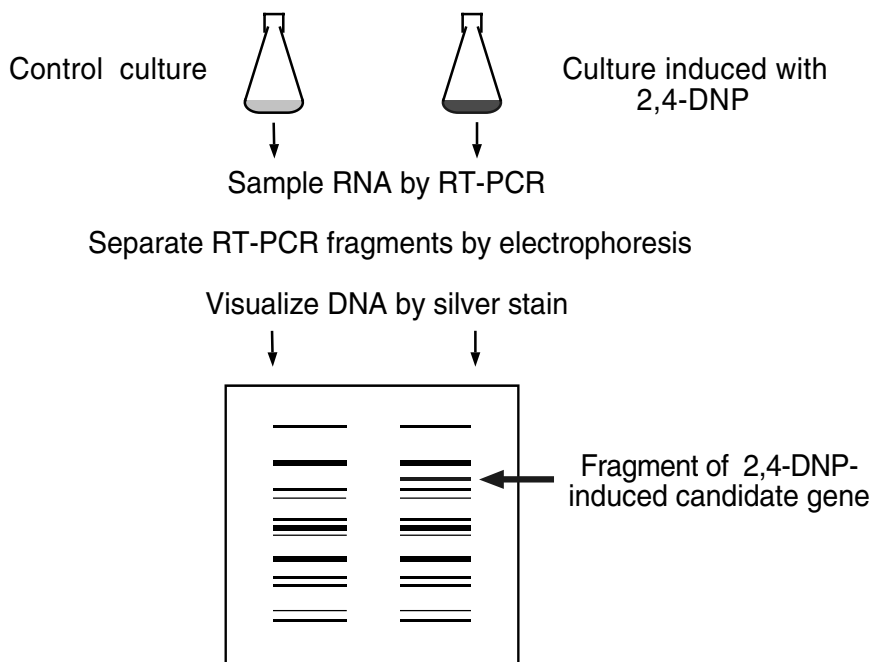 Control culture
Culture induced with
2,4-DNP
Sample RNA by RT-PCR
Separate RT-PCR fragments by electrophoresis
Visualize DNA by silver stain
Fragment of 2,4-DNP-
induced candidate gene